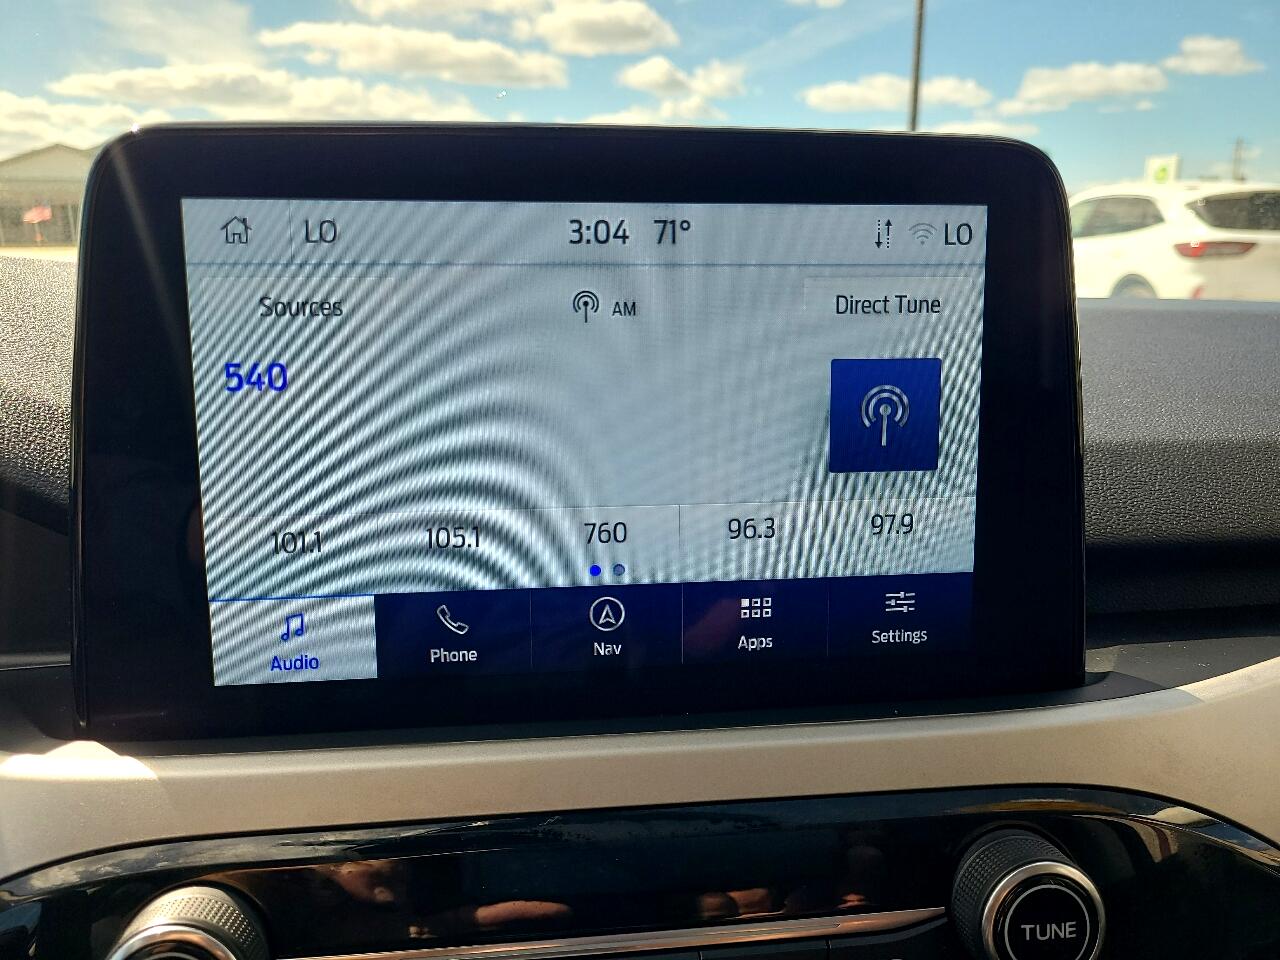 LO 3:04 71° LO
Sources AM Direct Tune
540
101.1 105.1 760 96.3 97.9
Audio Phone Nav Apps Settings
TUNE